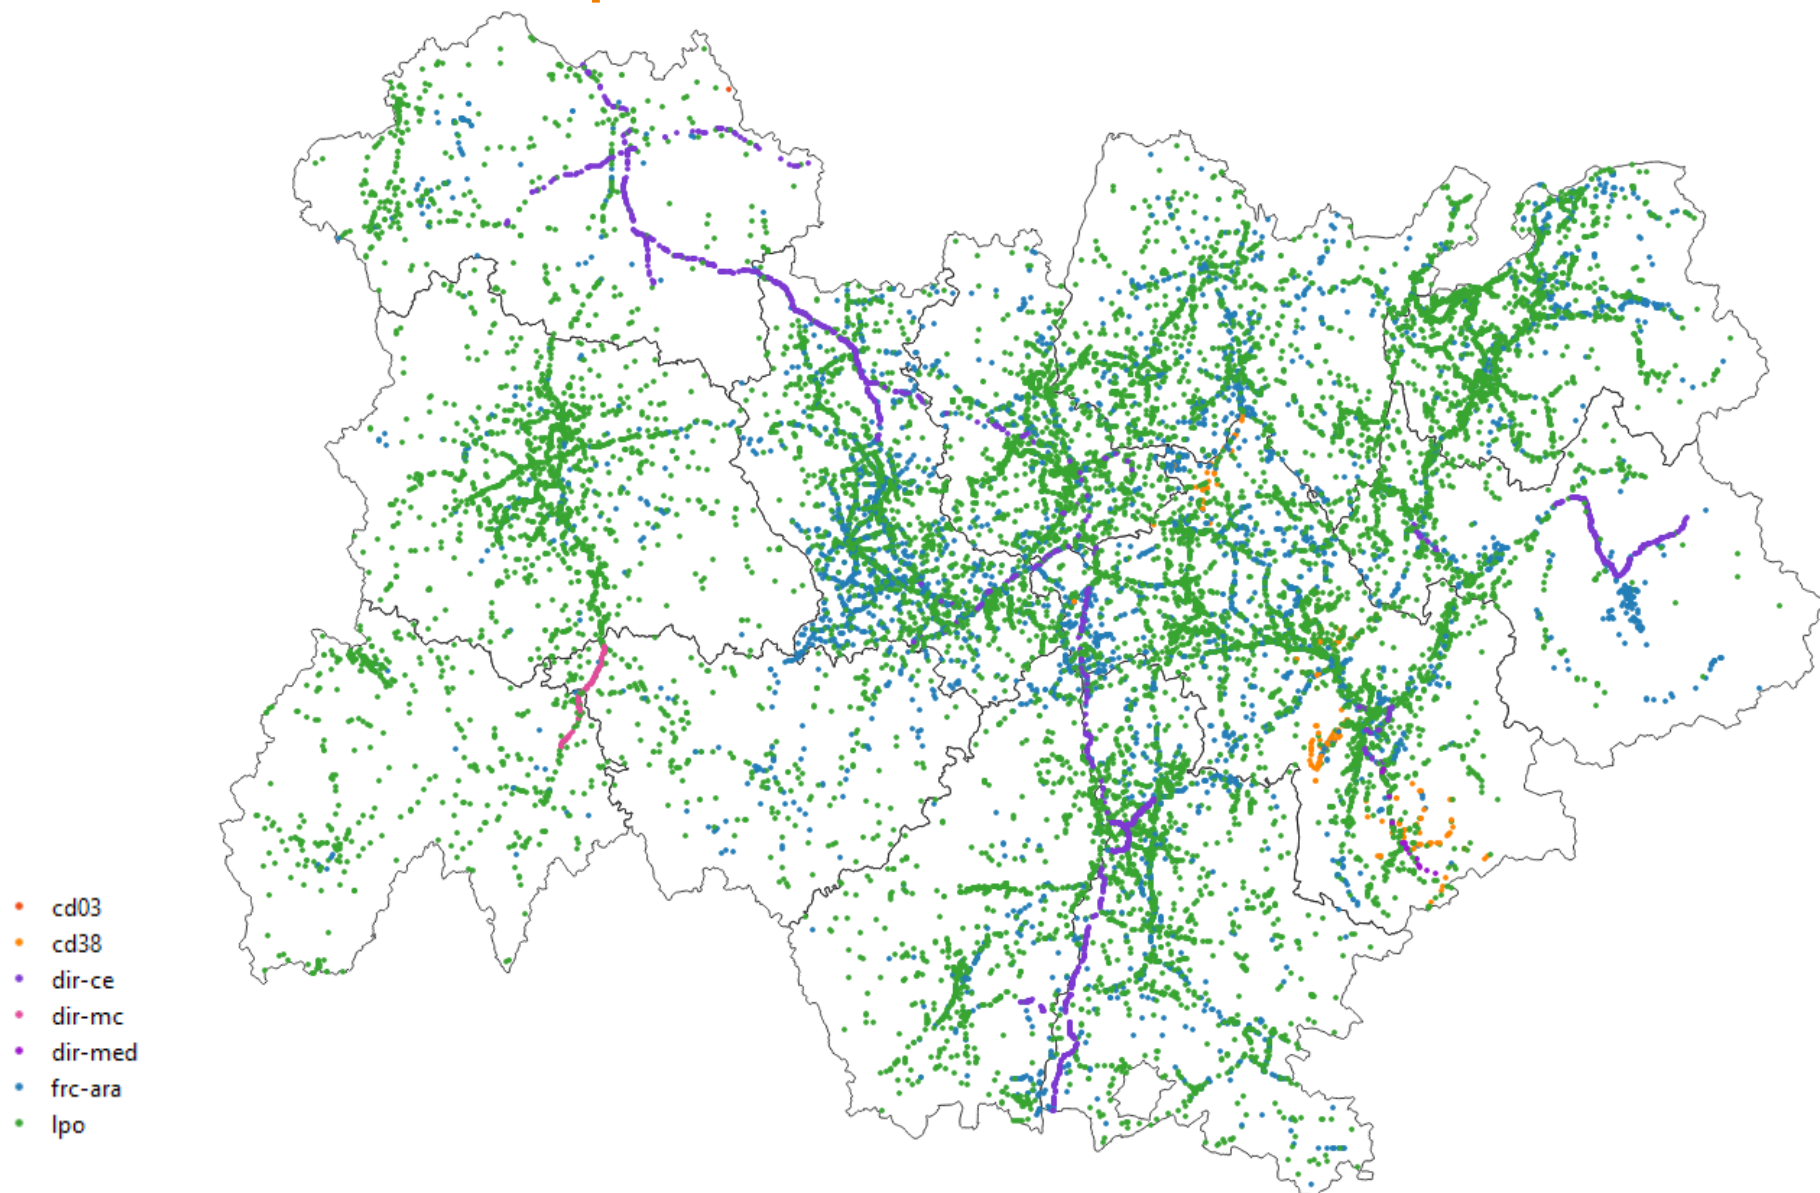 cd03
cd38
dir-ce
dir-mc
dir-med
frc-ara
lpo